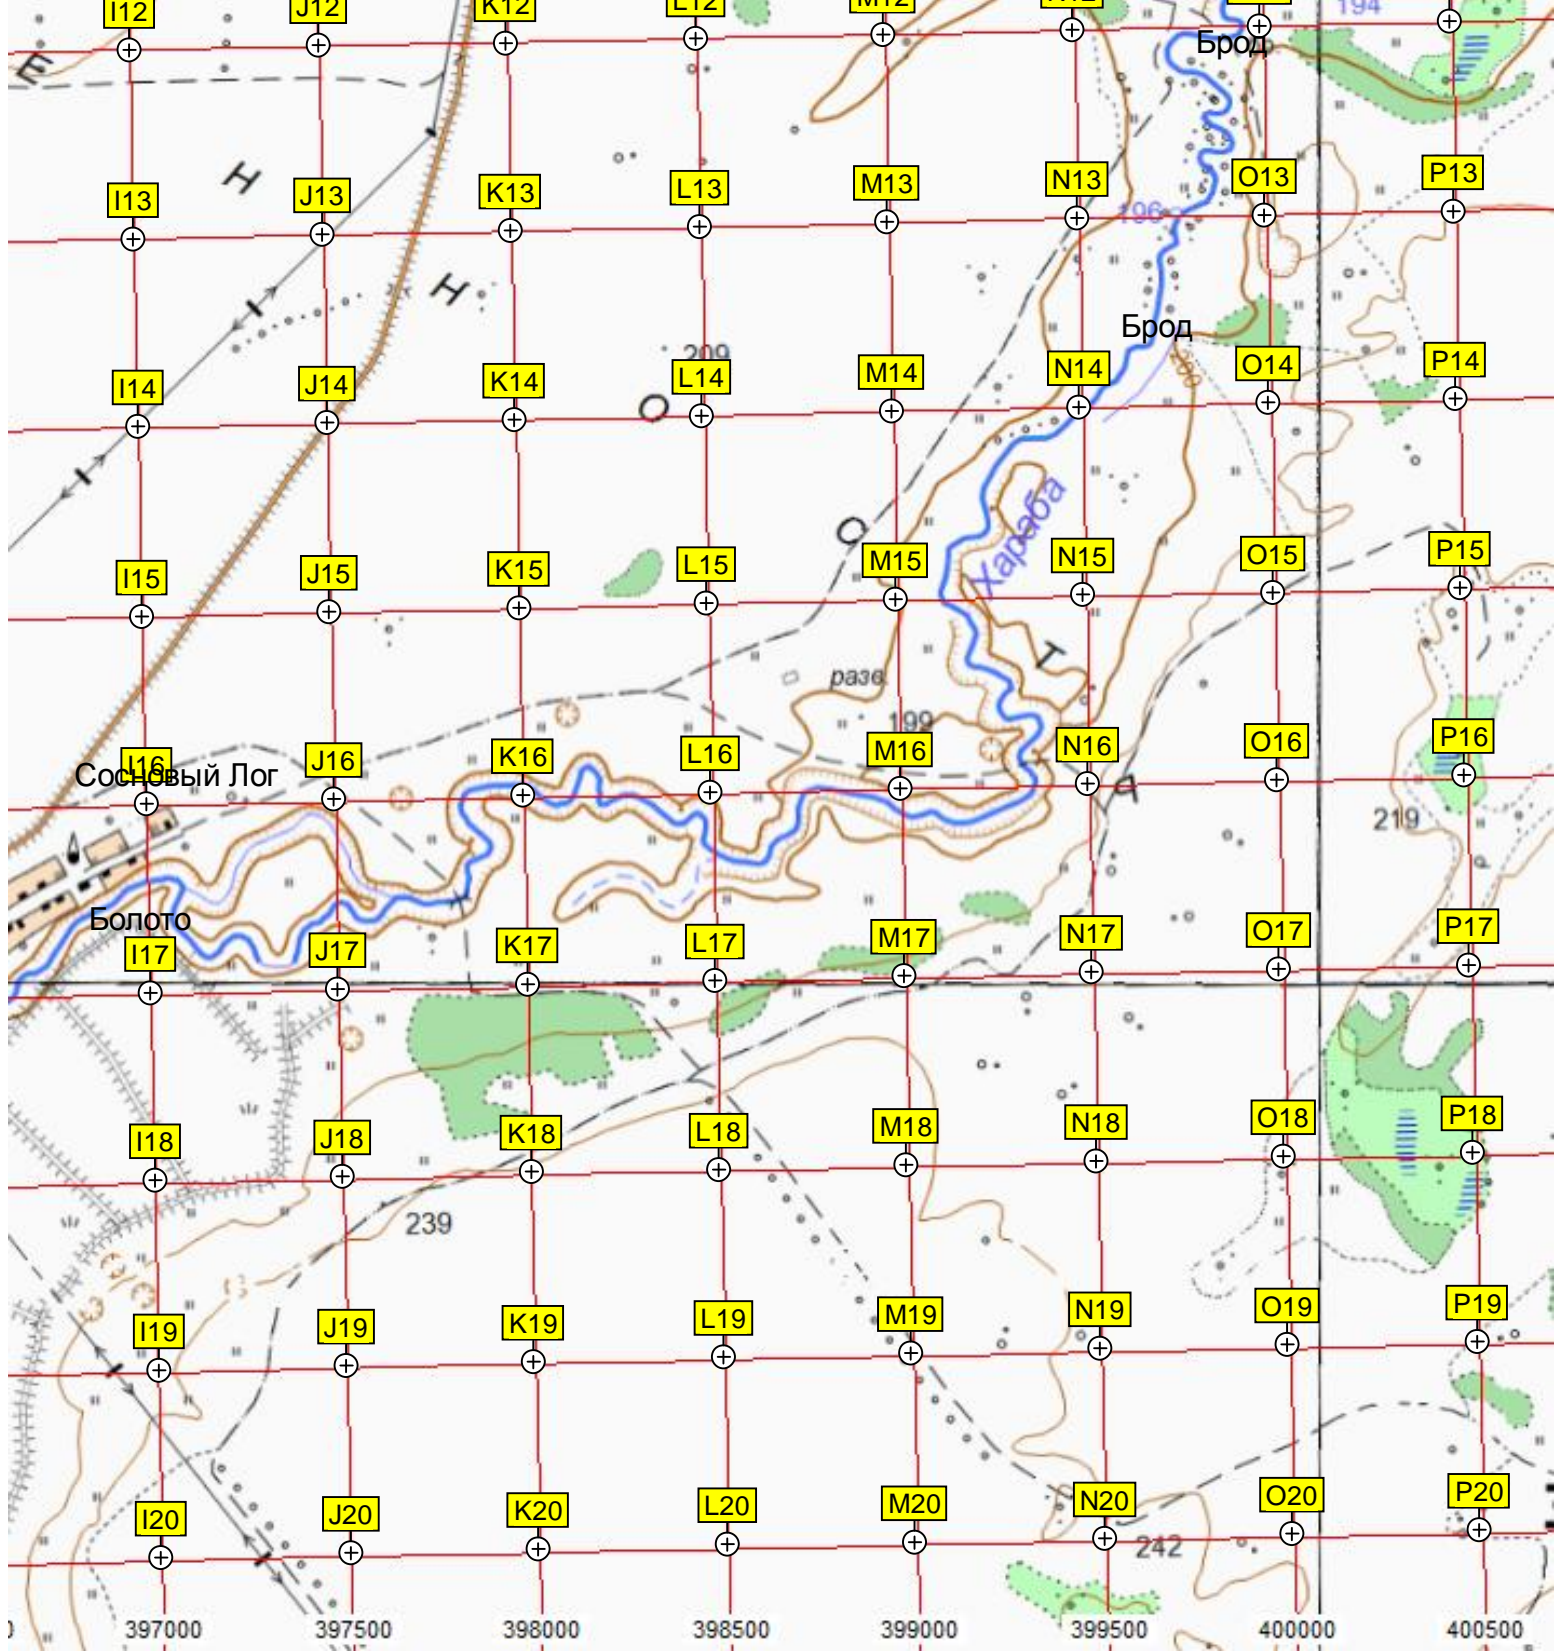 I12 J12 K12 L12 M12 194
Брод
Е
Н
I13 J13 K13 L13 M13 N13 O13 P13
196
Н
Брод
209
200
I14 J14 K14 L14 M14 N14 O14 P14
О
С
Хараба
I15 J15 K15 L15 M15 N15 O15 P15
Т
разв.
199
I16 J16 K16 L16 M16 N16 O16 P16
Сосновый Лог
А
219
Болото
I17 J17 K17 L17 M17 N17 O17 P17
I18 J18 K18 L18 M18 N18 O18 P18
239
I19 J19 K19 L19 M19 N19 O19 P19
I20 J20 K20 L20 M20 N20 O20 P20
242
397000 397500 398000 398500 399000 399500 400000 400500